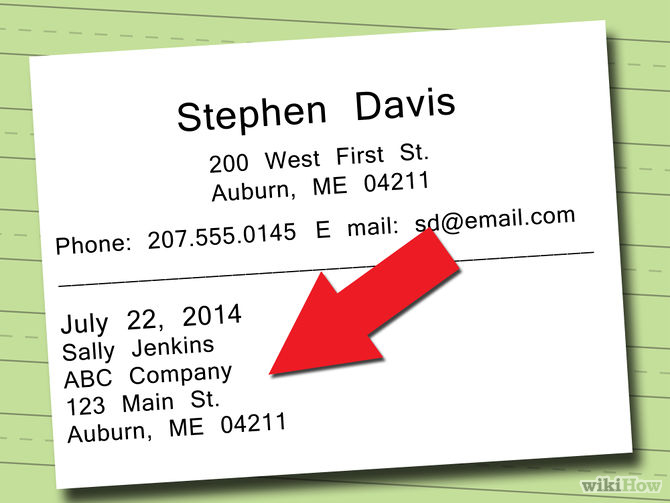 Stephen Davis
200 West First St.
Auburn, ME 04211
Phone: 207.555.0145 E mail: sd@email.com
July 22, 2014
Sally Jenkins
ABC Company
123 Main St.
Auburn, ME 04211
wikiHow